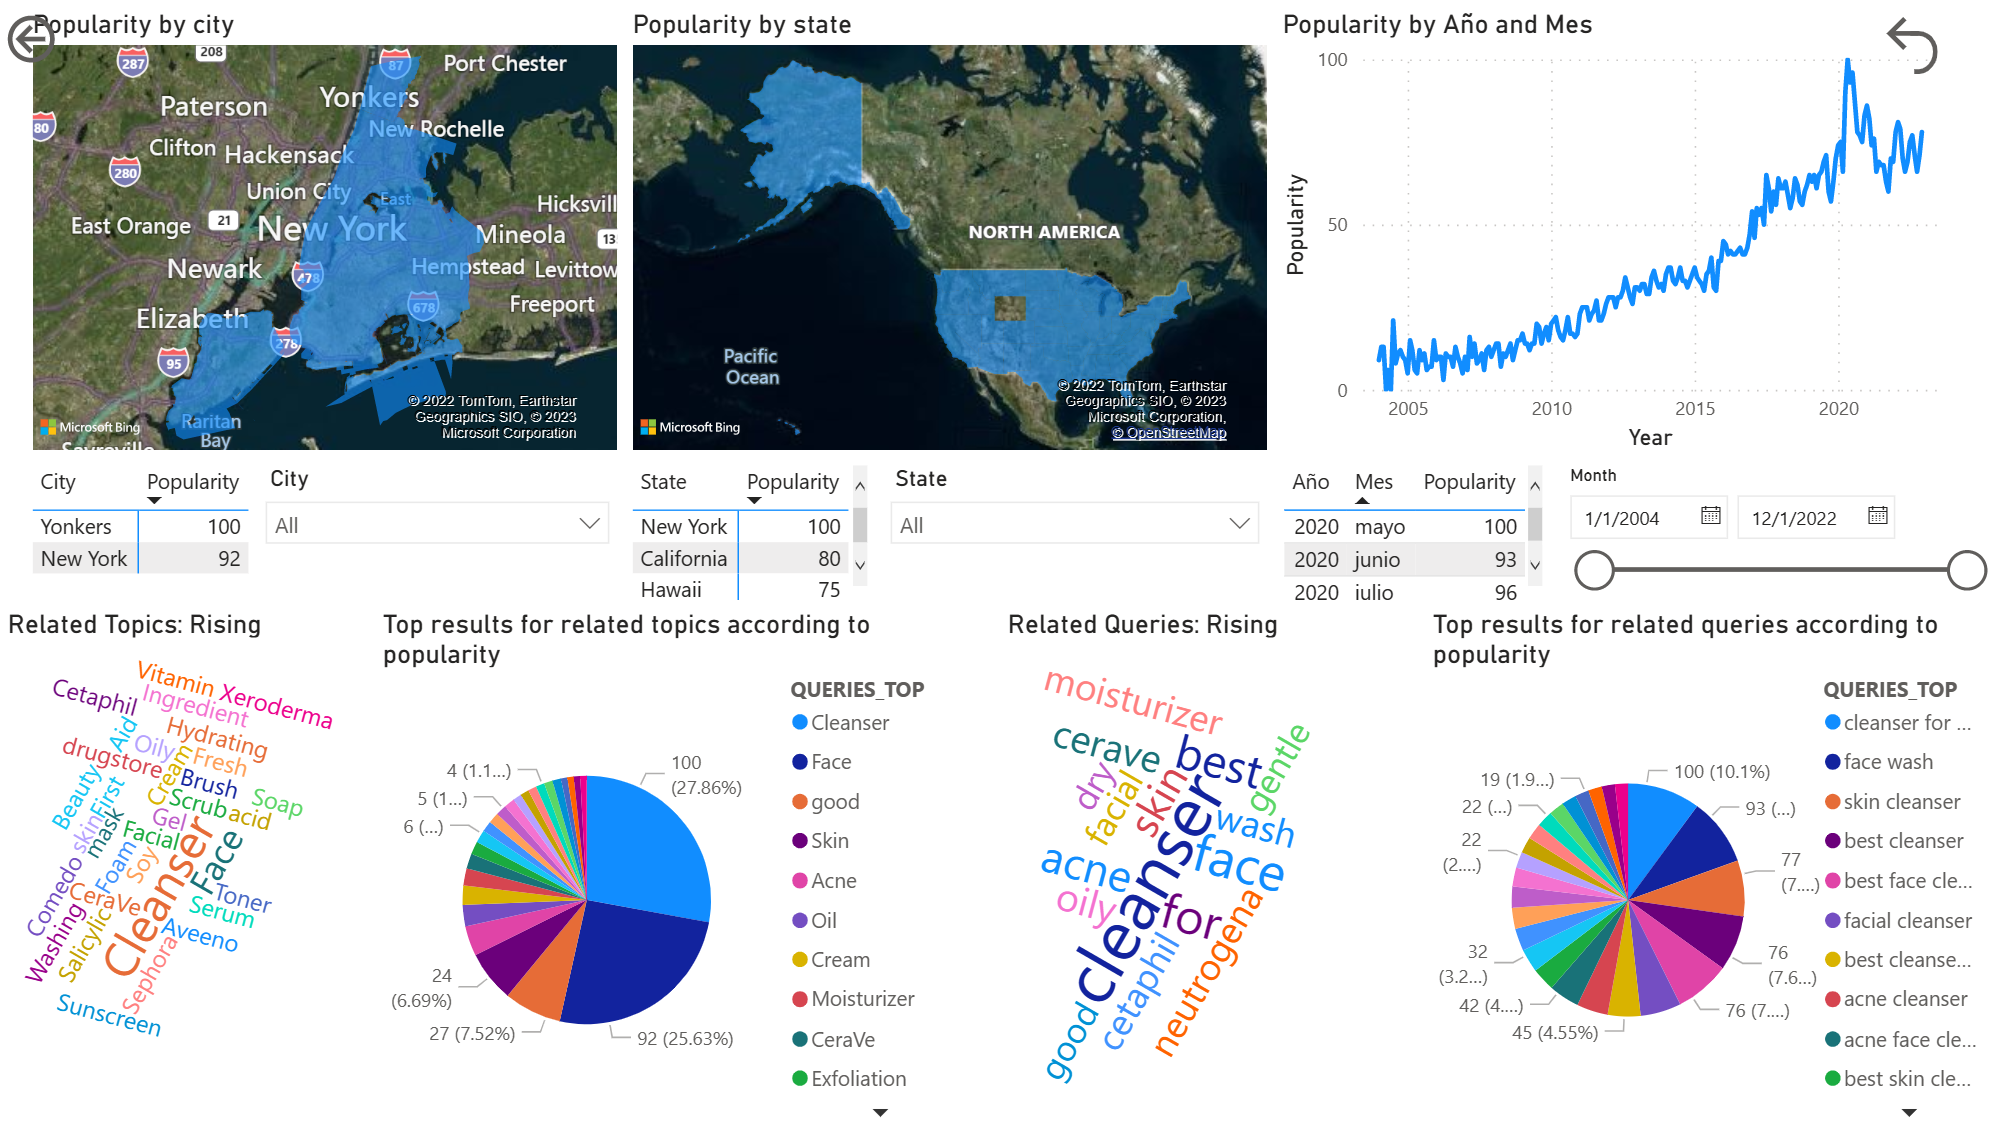 Popularity by city
287
208
87
Port Chester
Paterson
Yonkers
80
New Rochelle
Clifton
Hackensack
280
Union City
East
Hicksvill
East Orange
21
New York
Mineola
13
Newark
478
Hempstead
Levittow
678
Freeport
Elizabeth
278
95
Raritan
Bay
Microsoft Bing
© 2022 TomTom, Earthstar
Geographics SIO, © 2023
Microsoft Corporation
Popularity by state
NORTH AMERICA
Pacific
Ocean
Microsoft Bing
© 2022 TomTom, Earthstar
Geographics SIO, © 2023
Microsoft Corporation,
© OpenStreetMap
Popularity by Año and Mes
100
50
0
Popularity
2005 2010 2015 2020
Year
City Popularity
Yonkers 100
New York 92
City
All
State Popularity
New York 100
California 80
Hawaii 75
State
All
Año Mes Popularity
2020 mayo 100
2020 junio 93
2020 julio 96
Month
1/1/2004
12/1/2022
Related Topics: Rising
Vitamin
Xeroderma
Cetaphil
Ingredient
Aid
Hydrating
Oily
drugstore
Fresh
Cream
Beauty
Brush
First
Scrub
Soap
acid
Gel
skin
mask
Facial
Cleanser
Face
Foam
Soy
Comedo
CeraVe
Toner
Serum
Washing
Salicylic
Aveeno
Sephora
Sunscreen
Top results for related topics according to
popularity
100
(27.86%)
92 (25.63%)
27 (7.52%)
24
(6.69%)
6 (...)
5 (1...)
4 (1.1...)
QUERIES_TOP
Cleanser
Face
good
Skin
Acne
Oil
Cream
Moisturizer
CeraVe
Exfoliation
Related Queries: Rising
moisturizer
cerave
best
gentle
dry
facial
skin
cleanser
wash
acne
face
oily
for
neutrogena
cetaphil
good
Top results for related queries according to
popularity
100 (10.1%)
93 (...)
77
(7....)
76
(7.6...)
76 (7....)
45 (4.55%)
42 (4....)
32
(3.2...)
22
(2....)
22 (...)
19 (1.9...)
QUERIES_TOP
cleanser for ...
face wash
skin cleanser
best cleanser
best face cle...
facial cleanser
best cleanse...
acne cleanser
acne face cle...
best skin cle...